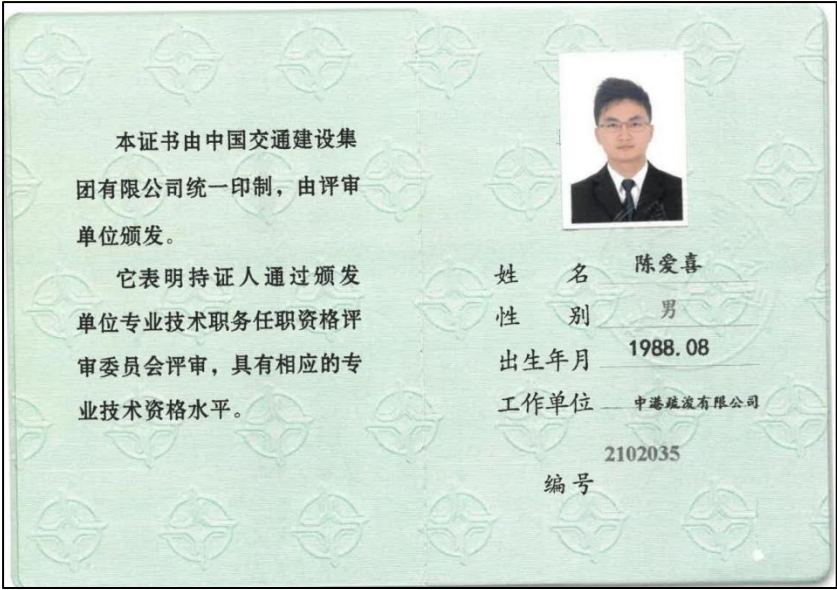 本证书由中国交通建设集
团有限公司统一印制，由评审
单位颁发。
它表明持证人通过颁发
单位专业技术职务任职资格评
审委员会评审，具有相应的专
业技术资格水平。
姓 名 陈爱喜
性 别 男
出生年月 1988.08
工作单位 中港疏浚有限公司
2102035
编号